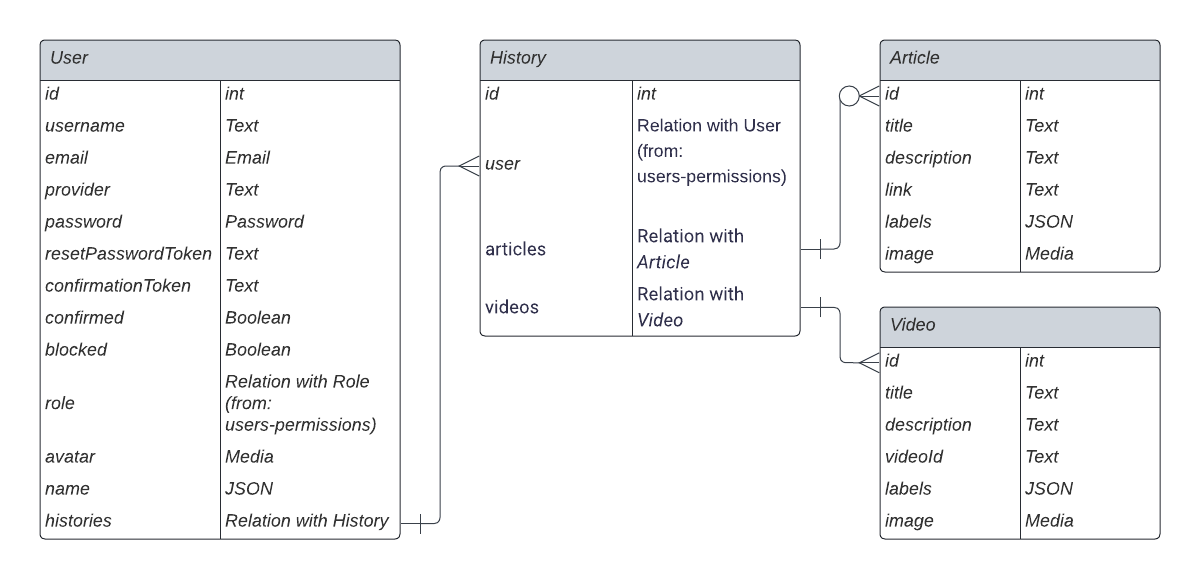 User
id int
username Text
email Email
provider Text
password Password
resetPasswordToken Text
confirmationToken Text
confirmed Boolean
blocked Boolean
role Relation with Role
(from:
users-permissions)
avatar Media
name JSON
histories Relation with History
History
id int
user Relation with User
(from:
users-permissions)
articles Relation with
Article
videos Relation with
Video
Article
id int
title Text
description Text
link Text
labels JSON
image Media
Video
id int
title Text
description Text
videoId Text
labels JSON
image Media